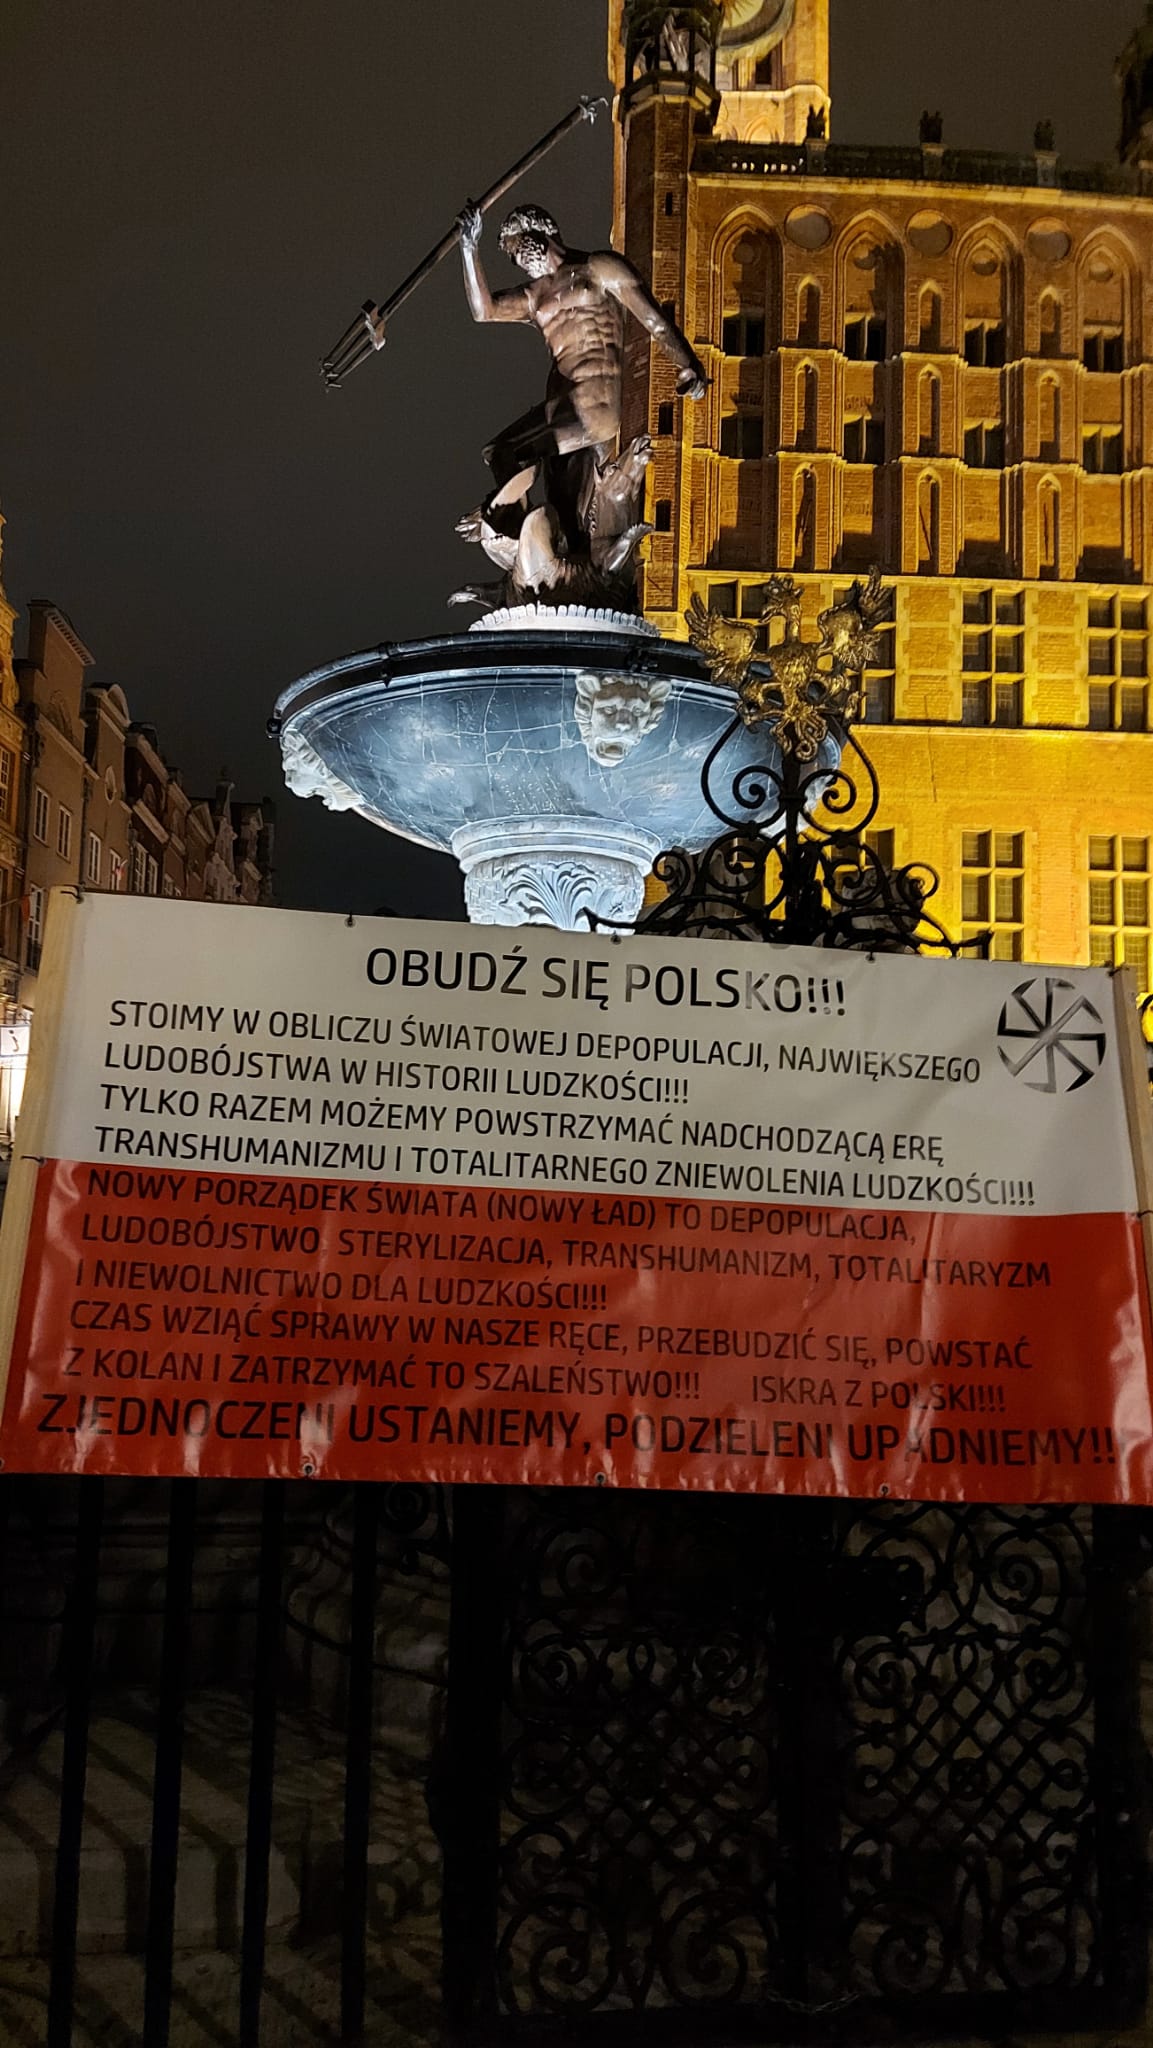 OBUDŹ SIĘ POLSKO!!!
STOIMY W OBLICZU ŚWIATOWEJ DEPOPULACJI, NAJWIĘKSZEGO
LUDOBÓJSTWA W HISTORII LUDZKOŚCI!!!
TYLKO RAZEM MOŻEMY POWSTRZYMAĆ NADCHODZĄCĄ ERĘ
TRANSHUMANIZMU I TOTALITARNEGO ZNIEWOLENIA LUDZKOŚCI!!!
NOWY PORZĄDEK ŚWIATA (NOWY ŁAD) TO DEPOPULACJA,
LUDOBÓJSTWO, STERYLIZACJA, TRANSHUMANIZM, TOTALITARYZM
I NIEWOLNICTWO DLA LUDZKOŚCI!!!
CZAS WZIĄĆ SPRAWY W NASZE RĘCE, PRZEBUDZIĆ SIĘ, POWSTAĆ
Z KOLAN I ZATRZYMAĆ TO SZALEŃSTWO!!! ISKRA Z POLSKI!!!
ZJEDNOCZENI USTANIEMY, PODZIELENI UPADNIEMY!!